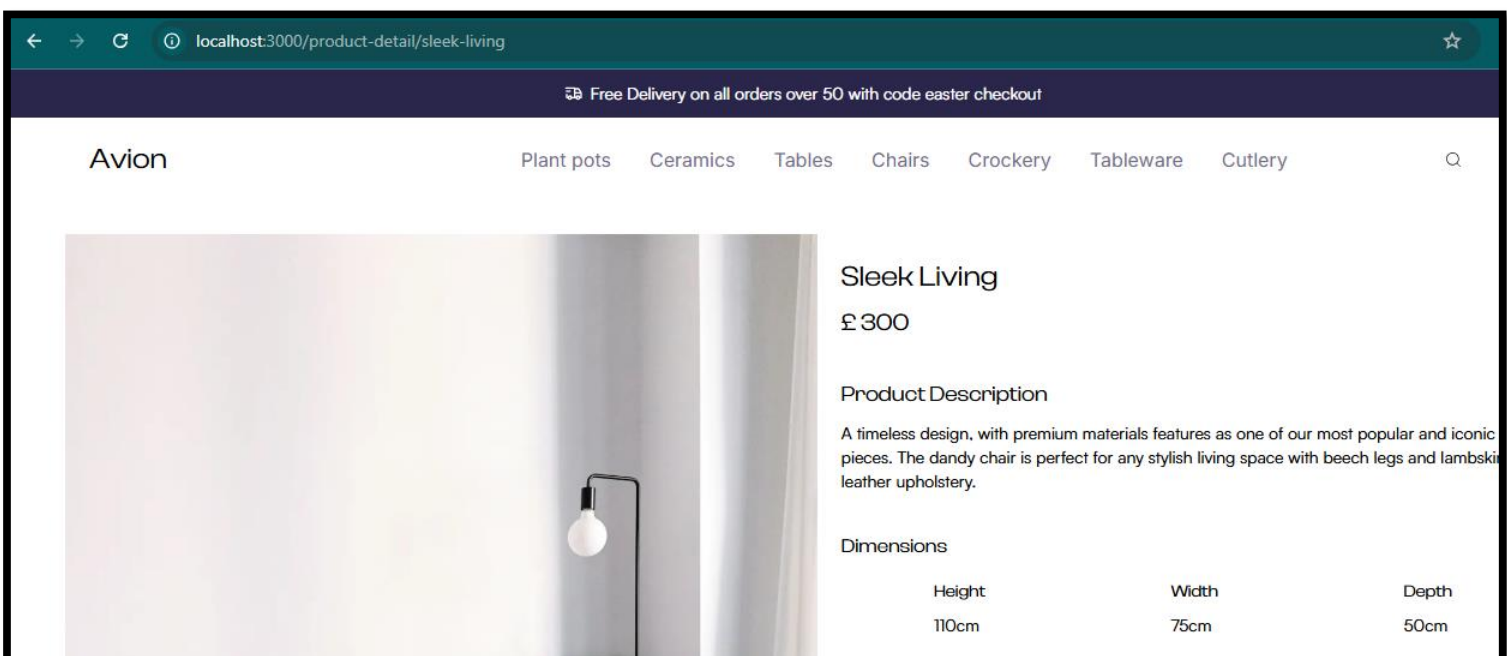 localhost:3000/product-detail/sleek-living
Free Delivery on all orders over 50 with code easter checkout
Avion
Plant pots Ceramics Tables Chairs Crockery Tableware Cutlery
Sleek Living
£ 300
Product Description
A timeless design, with premium materials features as one of our most popular and iconic
pieces. The dandy chair is perfect for any stylish living space with beech legs and lambski
leather upholstery.
Dimensions
Height Width Depth
110cm 75cm 50cm